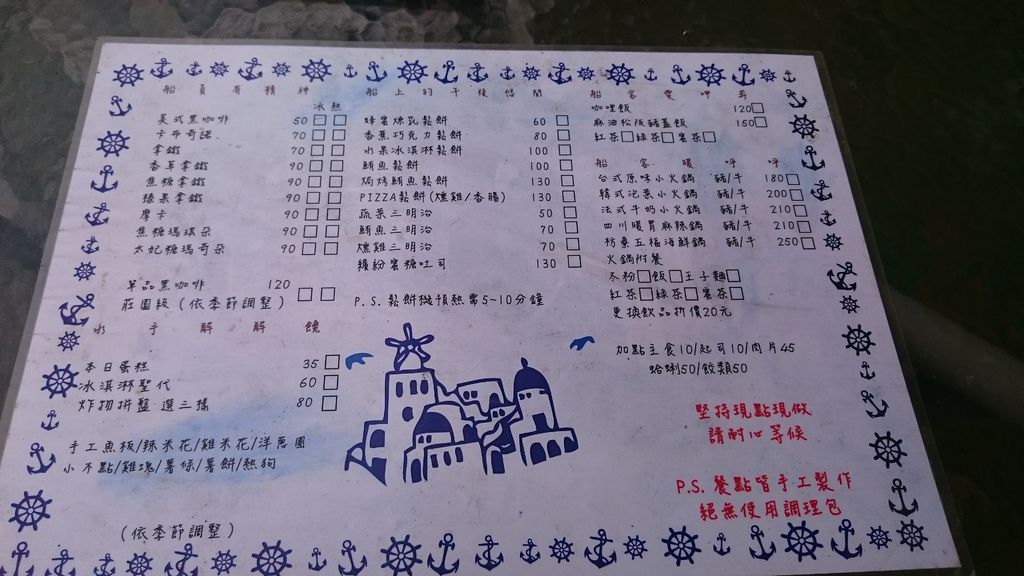 船員有精神
冰 熱
美式黑咖啡 50
卡布奇諾 70
拿鐵 70
香草拿鐵 90
焦糖拿鐵 90
榛果拿鐵 90
摩卡 90
焦糖瑪琪朵 90
太妃糖瑪奇朵 90
單品黑咖啡 120
莊園級(依季節調整)
水手解解饞
本日蛋糕 35
冰淇淋聖代 60
炸物拼盤 選三樣 80
手工魚板/辣米花/雞米花/洋蔥圈
小不點/雞塊/薯條/薯餅/熱狗
(依季節調整)
船上的午後悠閒
蜂蜜煉乳鬆餅 60
香蕉巧克力鬆餅 80
水果冰淇淋鬆餅 100
鮪魚鬆餅 100
焗烤鮪魚鬆餅 130
PIZZA鬆餅(燻雞/香腸) 130
蔬菜三明治 50
鮪魚三明治 70
燻雞三明治 70
繽紛蜜糖吐司 130
P.S. 鬆餅機預熱需5~10分鐘
船客愛呷奔
咖哩飯 120
麻油松阪豬蓋飯 150
紅茶 綠茶 蜜茶
船客暖呼呼
台式原味小火鍋 豬/牛 180
韓式泡菜小火鍋 豬/牛 200
法式牛奶小火鍋 豬/牛 210
四川暖胃麻辣鍋 豬/牛 210
枋寮五福海鮮鍋 豬/牛 250
火鍋附餐
冬粉 飯 王子麵
紅茶 綠茶 蜜茶
更換飲品折價20元
加點主食10/起司10/肉片45
蛤蜊50/餃類50
堅持現點現做
請耐心等候
P.S. 餐點皆手工製作
絕無使用調理包